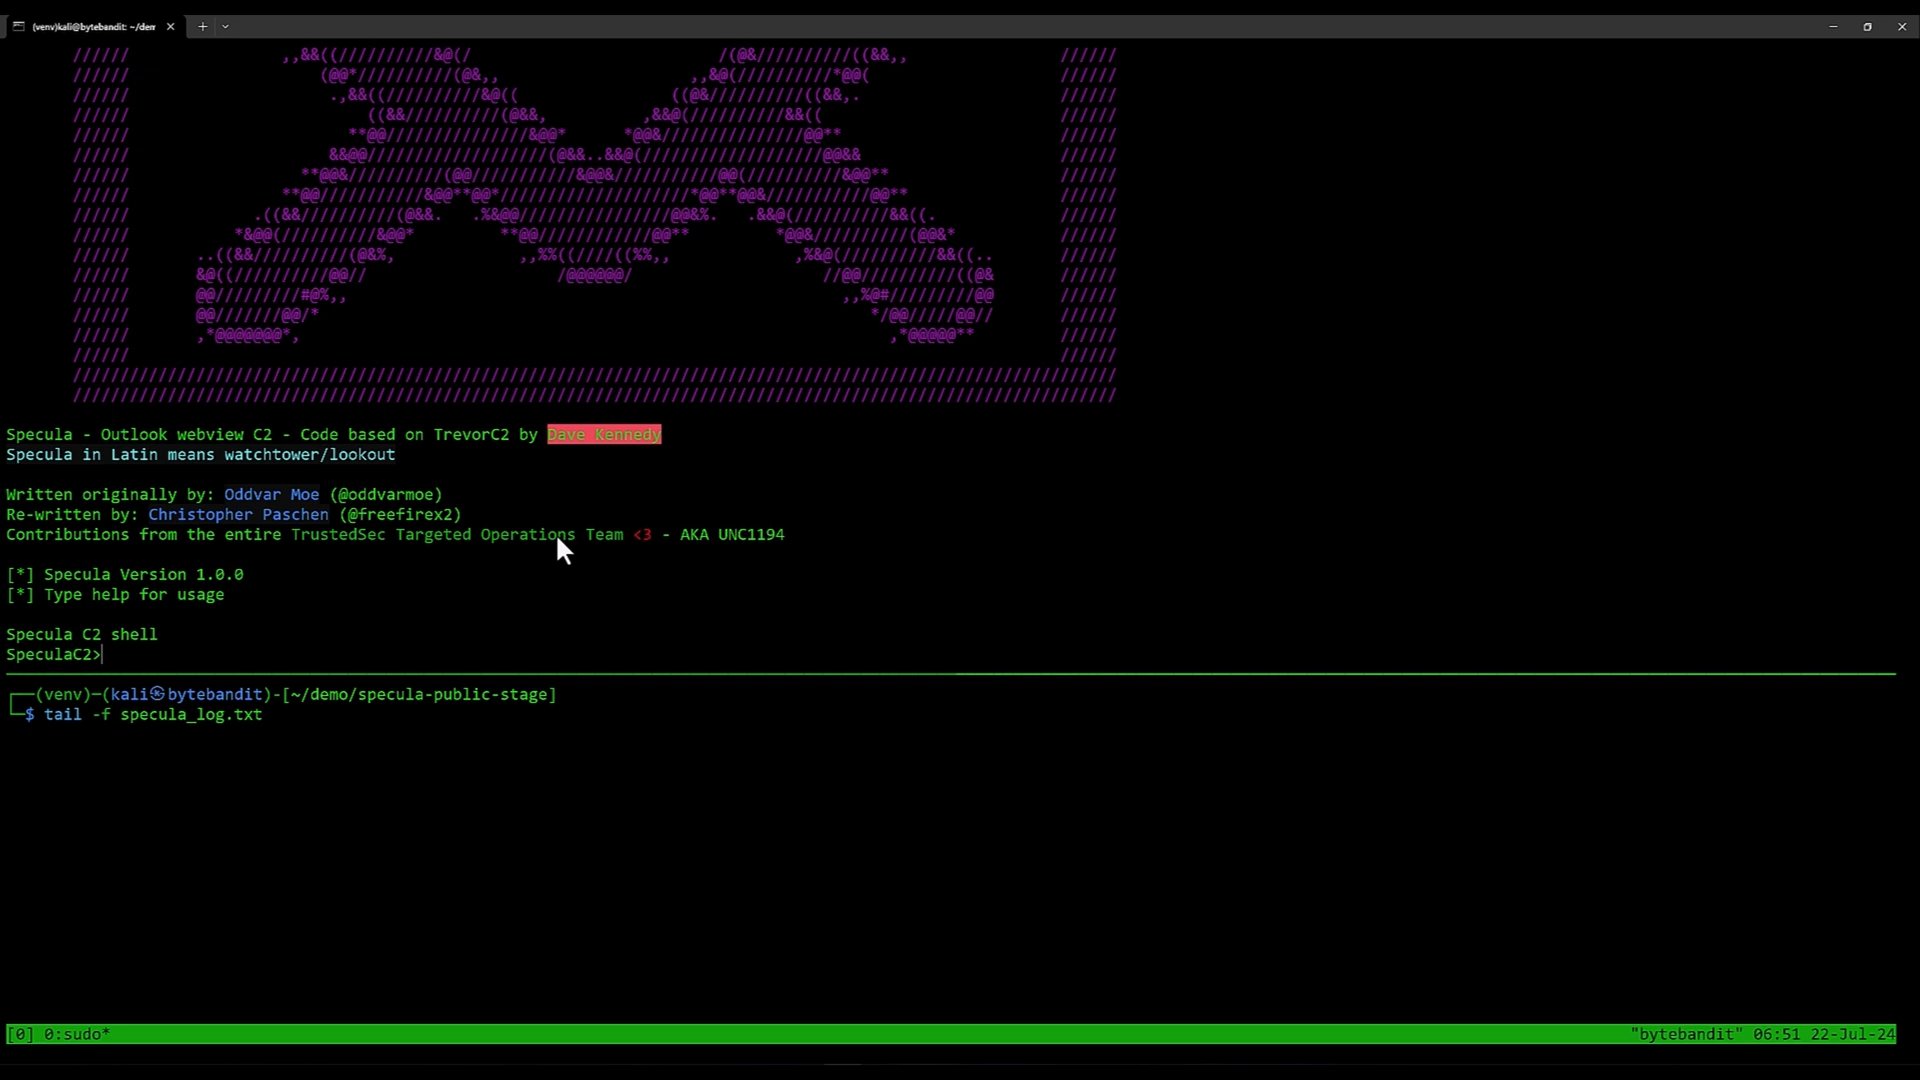 (venv)kali@bytebandit: ~/dem
Specula - Outlook webview C2 - Code based on TrevorC2 by Dave Kennedy
Specula in Latin means watchtower/lookout
Written originally by: Oddvar Moe (@oddvarmoe)
Re-written by: Christopher Paschen (@freefirex2)
Contributions from the entire TrustedSec Targeted Operations Team <3 - AKA UNC1194
[*] Specula Version 1.0.0
[*] Type help for usage
Specula C2 shell
SpeculaC2>
┌──(venv)─(kali㉿bytebandit)-[~/demo/specula-public-stage]
└─$ tail -f specula_log.txt
[0] 0:sudo* "bytebandit" 06:51 22-Jul-24